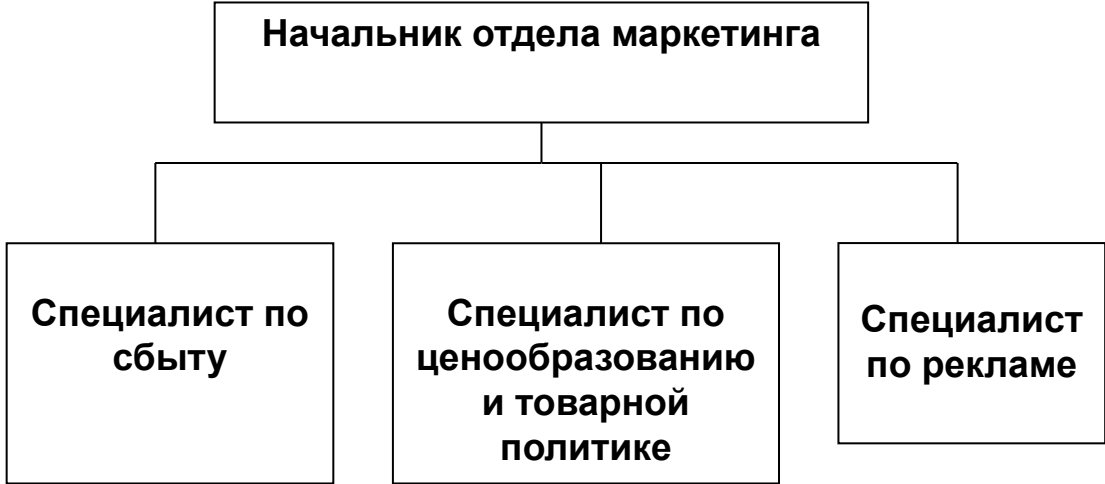 Начальник отдела маркетинга
Специалист по
сбыту
Специалист по
ценообразованию
и товарной
политике
Специалист
по рекламе